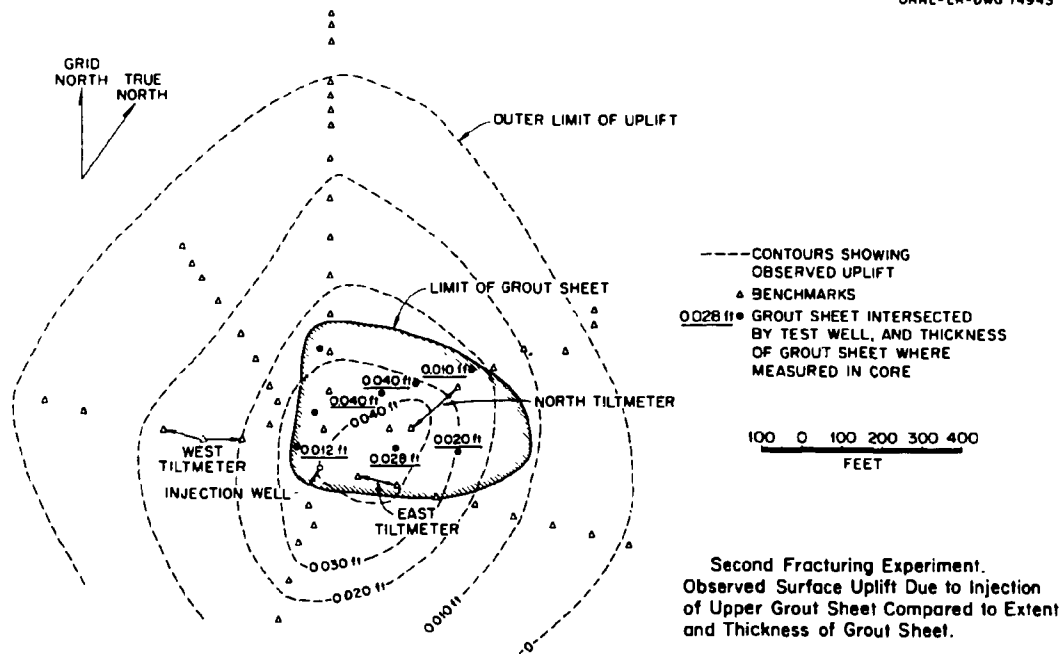 ORNL-LR-DWG 74943
GRID
NORTH
TRUE
NORTH
OUTER LIMIT OF UPLIFT
CONTOURS SHOWING
OBSERVED UPLIFT
BENCHMARKS
0.028 ft GROUT SHEET INTERSECTED
BY TEST WELL, AND THICKNESS
OF GROUT SHEET WHERE
MEASURED IN CORE
LIMIT OF GROUT SHEET
0.010 ft
0.040 ft
0.040 ft
0.040 ft
NORTH TILTMETER
0.020 ft
0.012 ft
0.028 ft
WEST
TILTMETER
INJECTION WELL
EAST
TILTMETER
100 0 100 200 300 400
FEET
0.030 ft
0.020 ft
0.010 ft
0
Second Fracturing Experiment.
Observed Surface Uplift Due to Injection
of Upper Grout Sheet Compared to Extent
and Thickness of Grout Sheet.